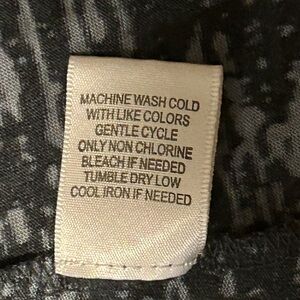 MACHINE WASH COLD
WITH LIKE COLORS
GENTLE CYCLE
ONLY NON CHLORINE
BLEACH IF NEEDED
TUMBLE DRY LOW
COOL IRON IF NEEDED